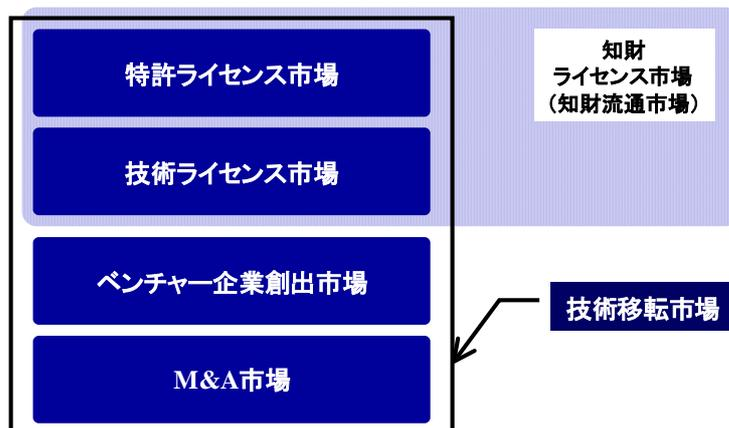 特許ライセンス市場
知財
ライセンス市場
（知財流通市場）
技術ライセンス市場
ベンチャー企業創出市場
技術移転市場
M&A市場